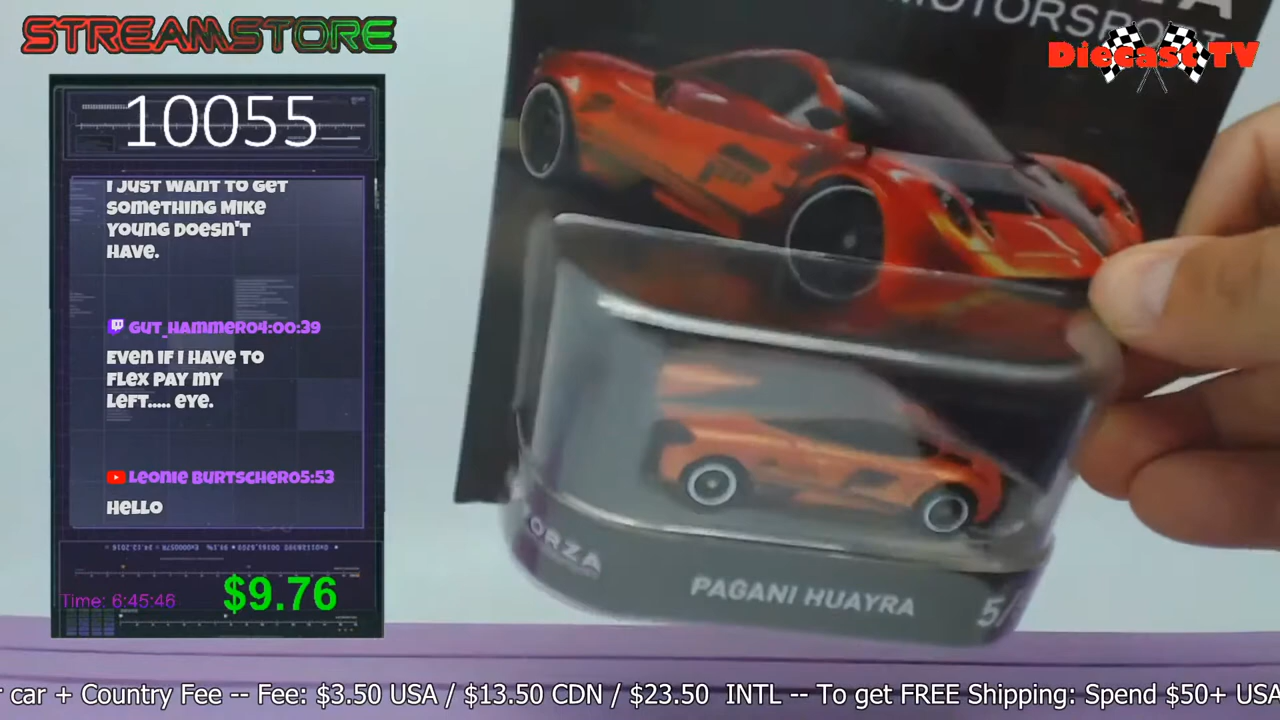 STREAMSTORE
10055
I just want to get
something Mike
Young doesn't
have.
Gut_Hammer04:00:39
Even if I have to
flex pay my
left..... eye.
Leonie Burtscher05:53
Hello
Time: 6:45:46
$9.76
MOTORSPORT
Diecast TV
FORZA
PAGANI HUAYRA
5/
car + Country Fee -- Fee: $3.50 USA / $13.50 CDN / $23.50 INTL -- To get FREE Shipping: Spend $50+ USA